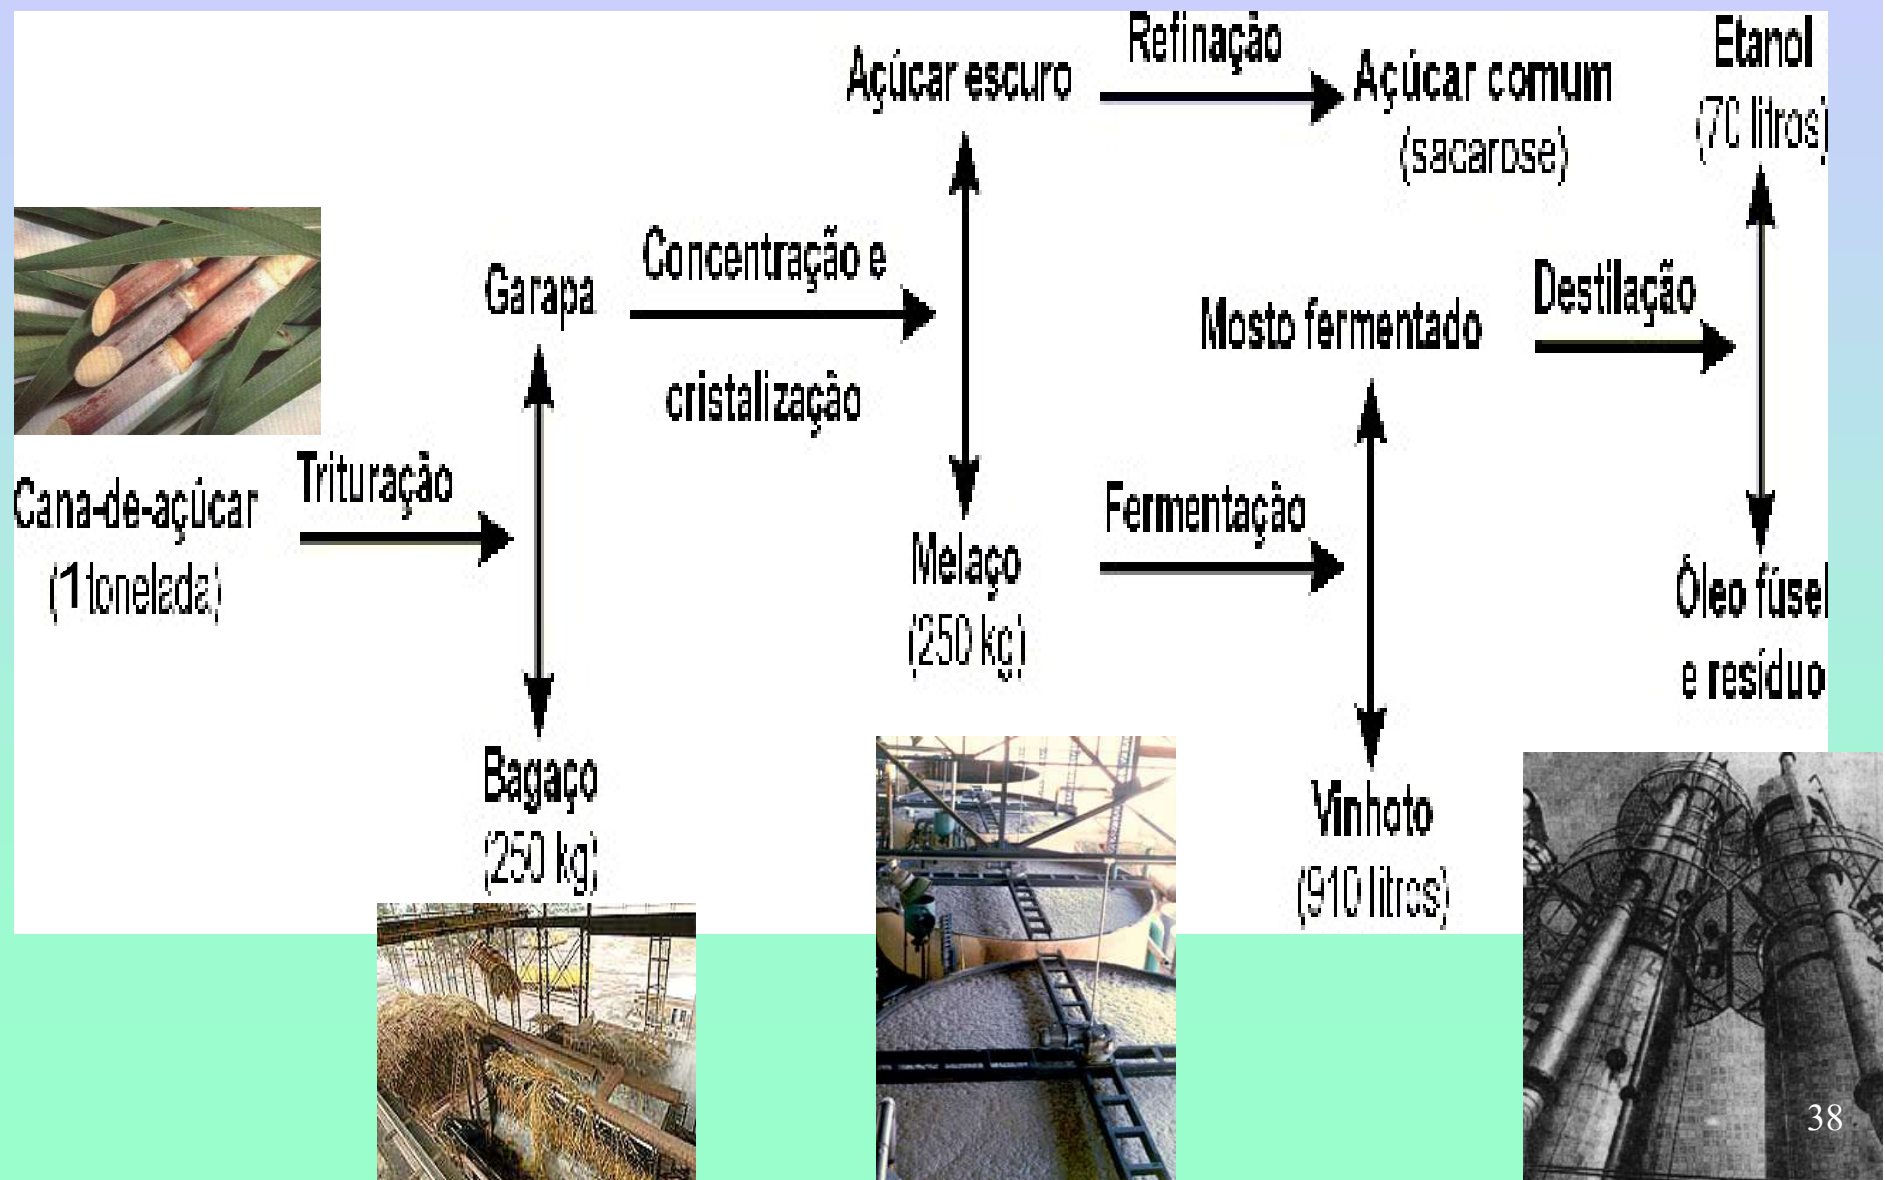 Cana-de-açúcar
(1 tonelada)
Trituração
Garapa
Bagaço
(250 kg)
Concentração e
cristalização
Açúcar escuro
Melaço
(250 kg)
Refinação
Açúcar comum
(sacarose)
Fermentação
Mosto fermentado
Vinhoto
(910 litros)
Destilação
Etanol
(70 litros)
Óleo fúsel
e resíduo
38